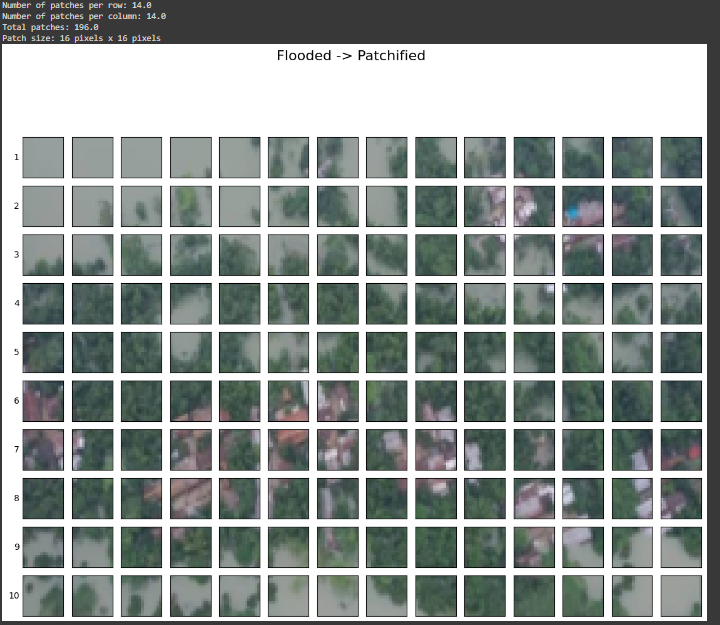 Number of patches per row: 14.0
Number of patches per column: 14.0
Total patches: 196.0
Patch size: 16 pixels x 16 pixels
Flooded -> Patchified
1
2
3
4
5
6
7
8
9
10